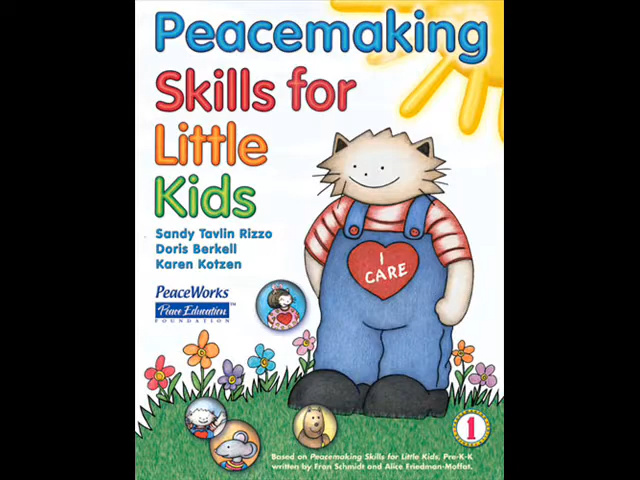 Peacemaking
Skills for
Little
Kids
Sandy Tavlin Rizzo
Doris Berkell
Karen Kotzen
PeaceWorks
Peace Education™
FOUNDATION
I
CARE
1
Based on Peacemaking Skills for Little Kids, Pre-K-K
written by Fran Schmidt and Alice Friedman-Moffat.